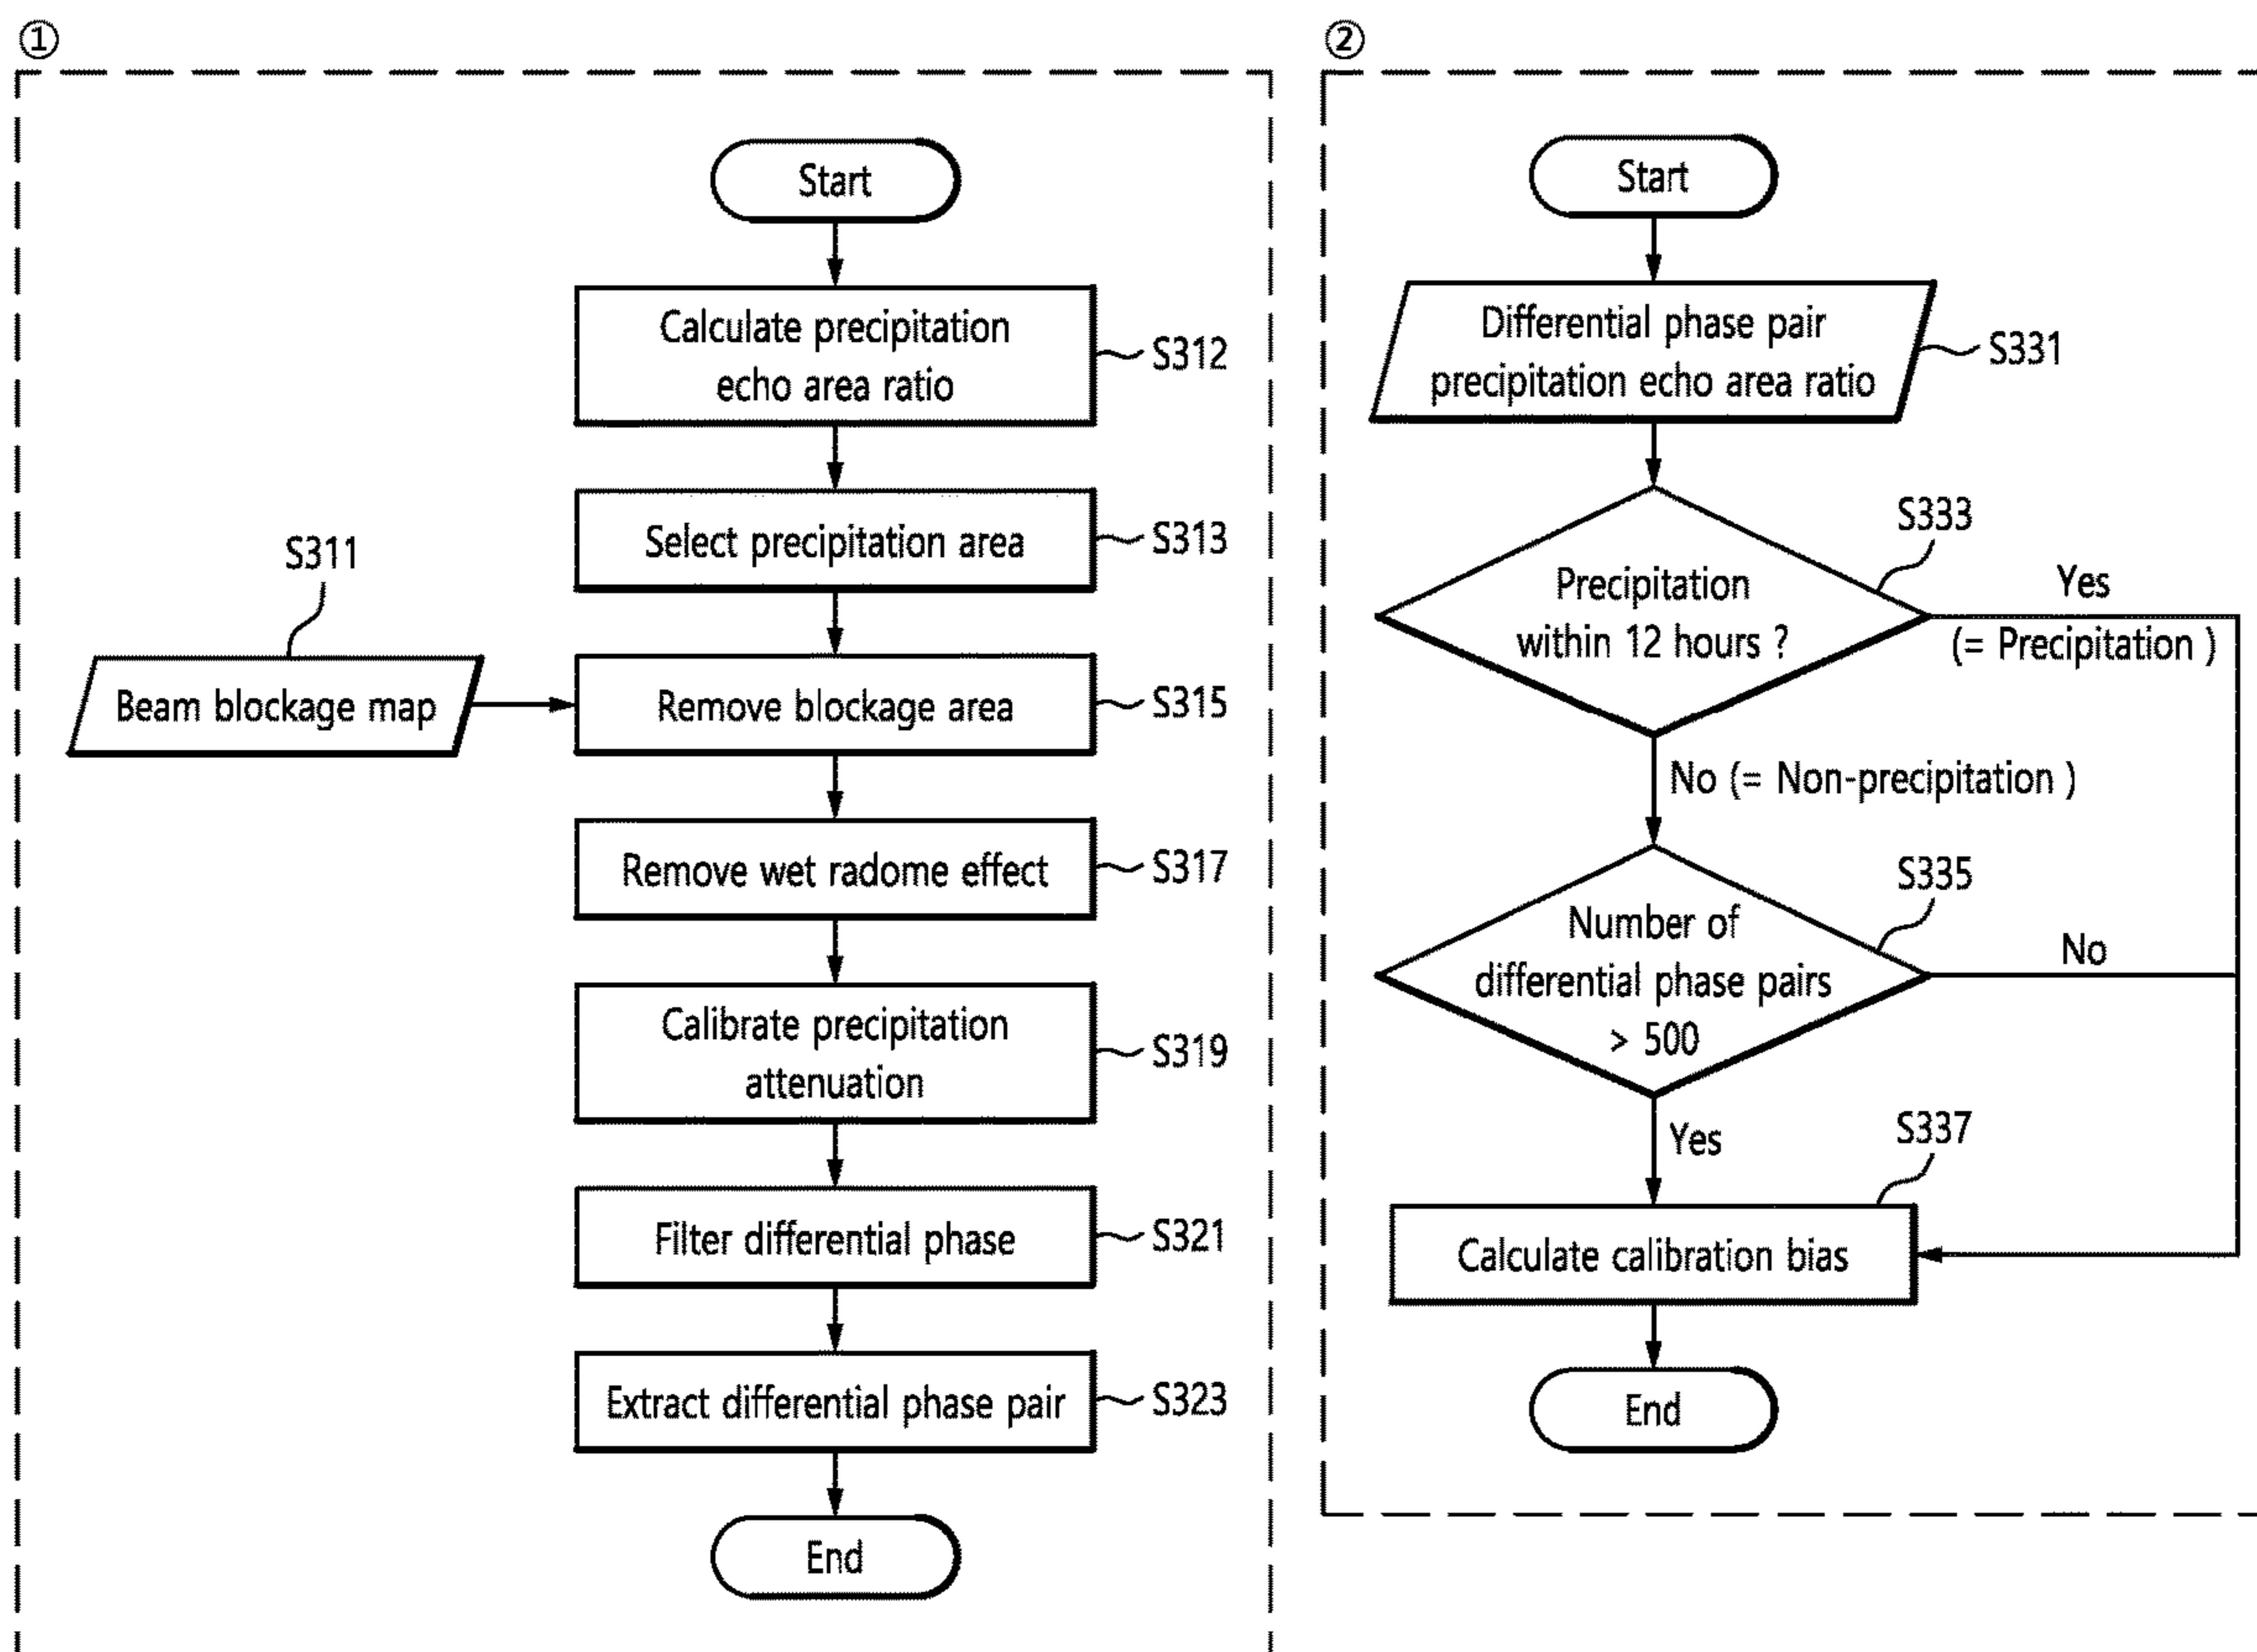 ①
Start
Calculate precipitation
echo area ratio
S312
Select precipitation area
S313
S311
Beam blockage map
Remove blockage area
S315
Remove wet radome effect
S317
Calibrate precipitation
attenuation
S319
Filter differential phase
S321
Extract differential phase pair
S323
End
②
Start
Differential phase pair
precipitation echo area ratio
S331
S333
Precipitation
within 12 hours ?
Yes
(= Precipitation )
No (= Non-precipitation )
S335
Number of
differential phase pairs
> 500
No
Yes
S337
Calculate calibration bias
End